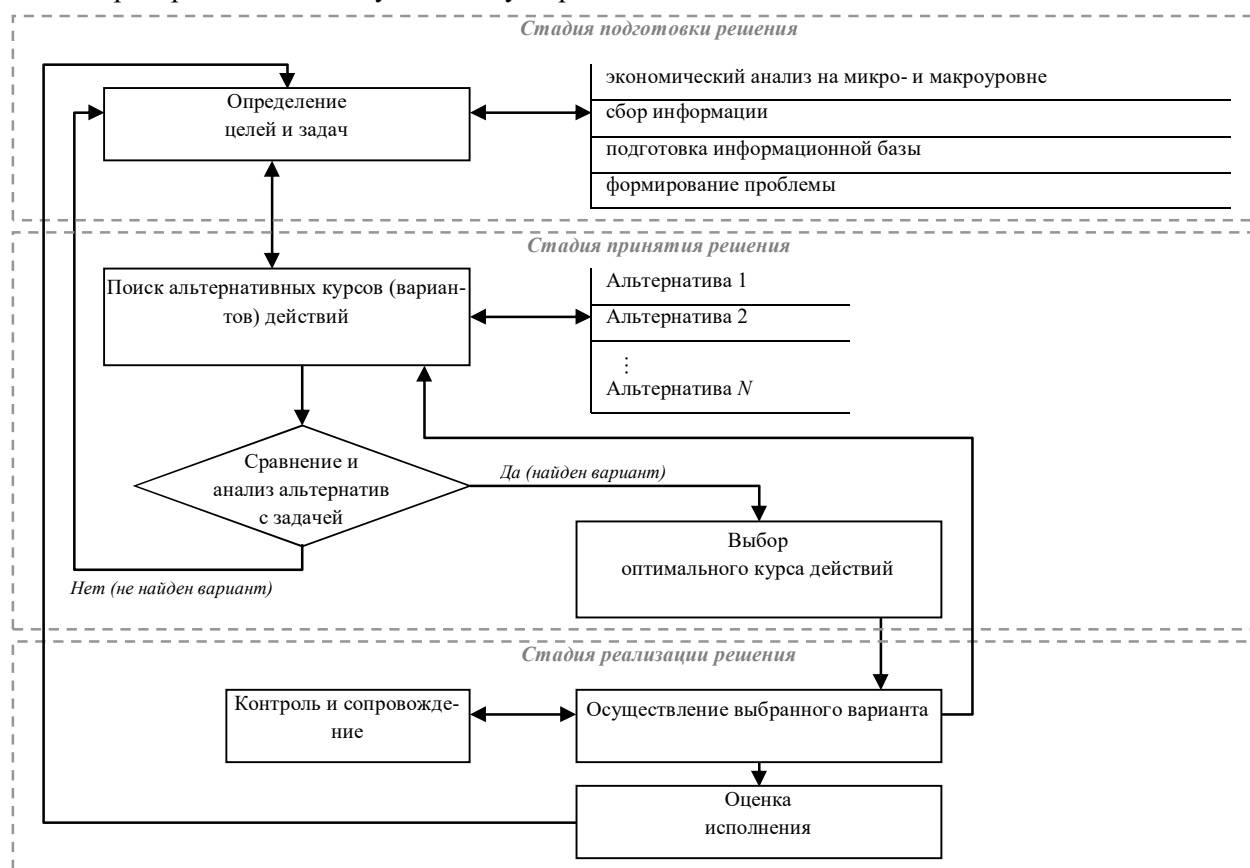 Стадия подготовки решения
Определение
целей и задач
экономический анализ на микро- и макроуровне
сбор информации
подготовка информационной базы
формирование проблемы
Стадия принятия решения
Поиск альтернативных курсов (вариан-
тов) действий
Альтернатива 1
Альтернатива 2
⋮
Альтернатива N
Сравнение и
анализ альтернатив
с задачей
Да (найден вариант)
Нет (не найден вариант)
Выбор
оптимального курса действий
Стадия реализации решения
Контроль и сопровожде-
ние
Осуществление выбранного варианта
Оценка
исполнения